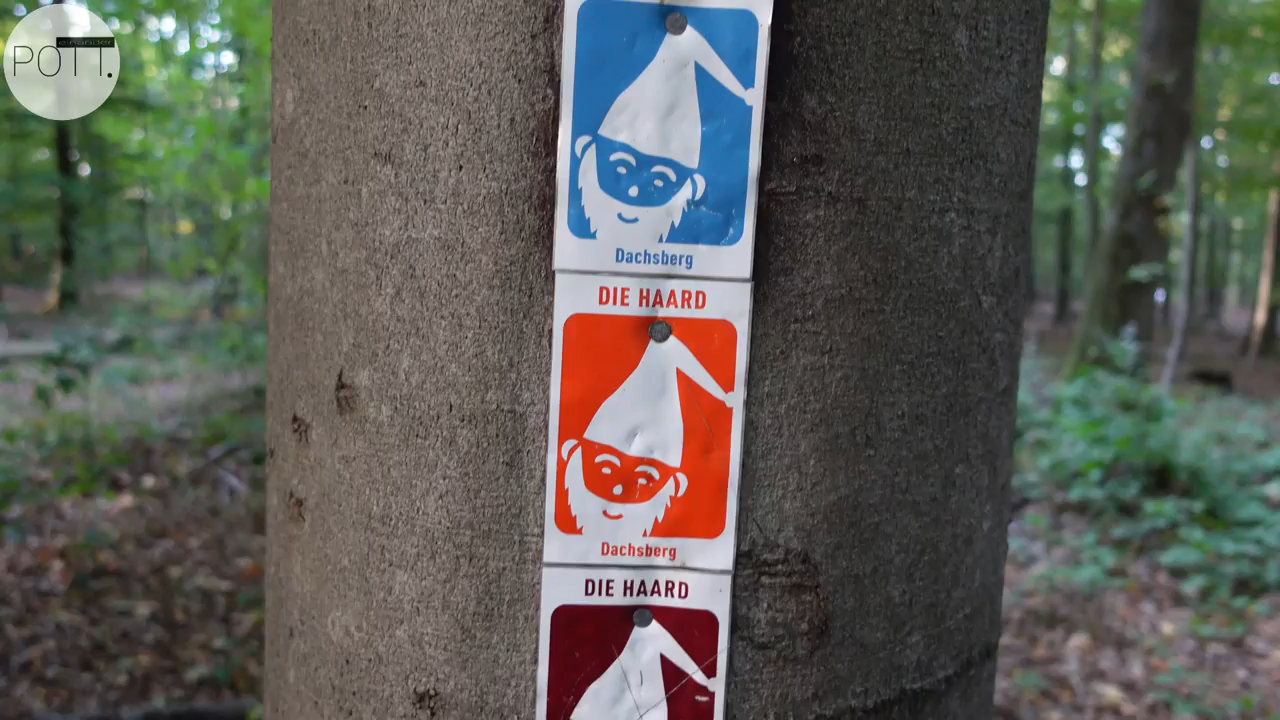 POTT.
Dachsberg
DIE HAARD
Dachsberg
DIE HAARD